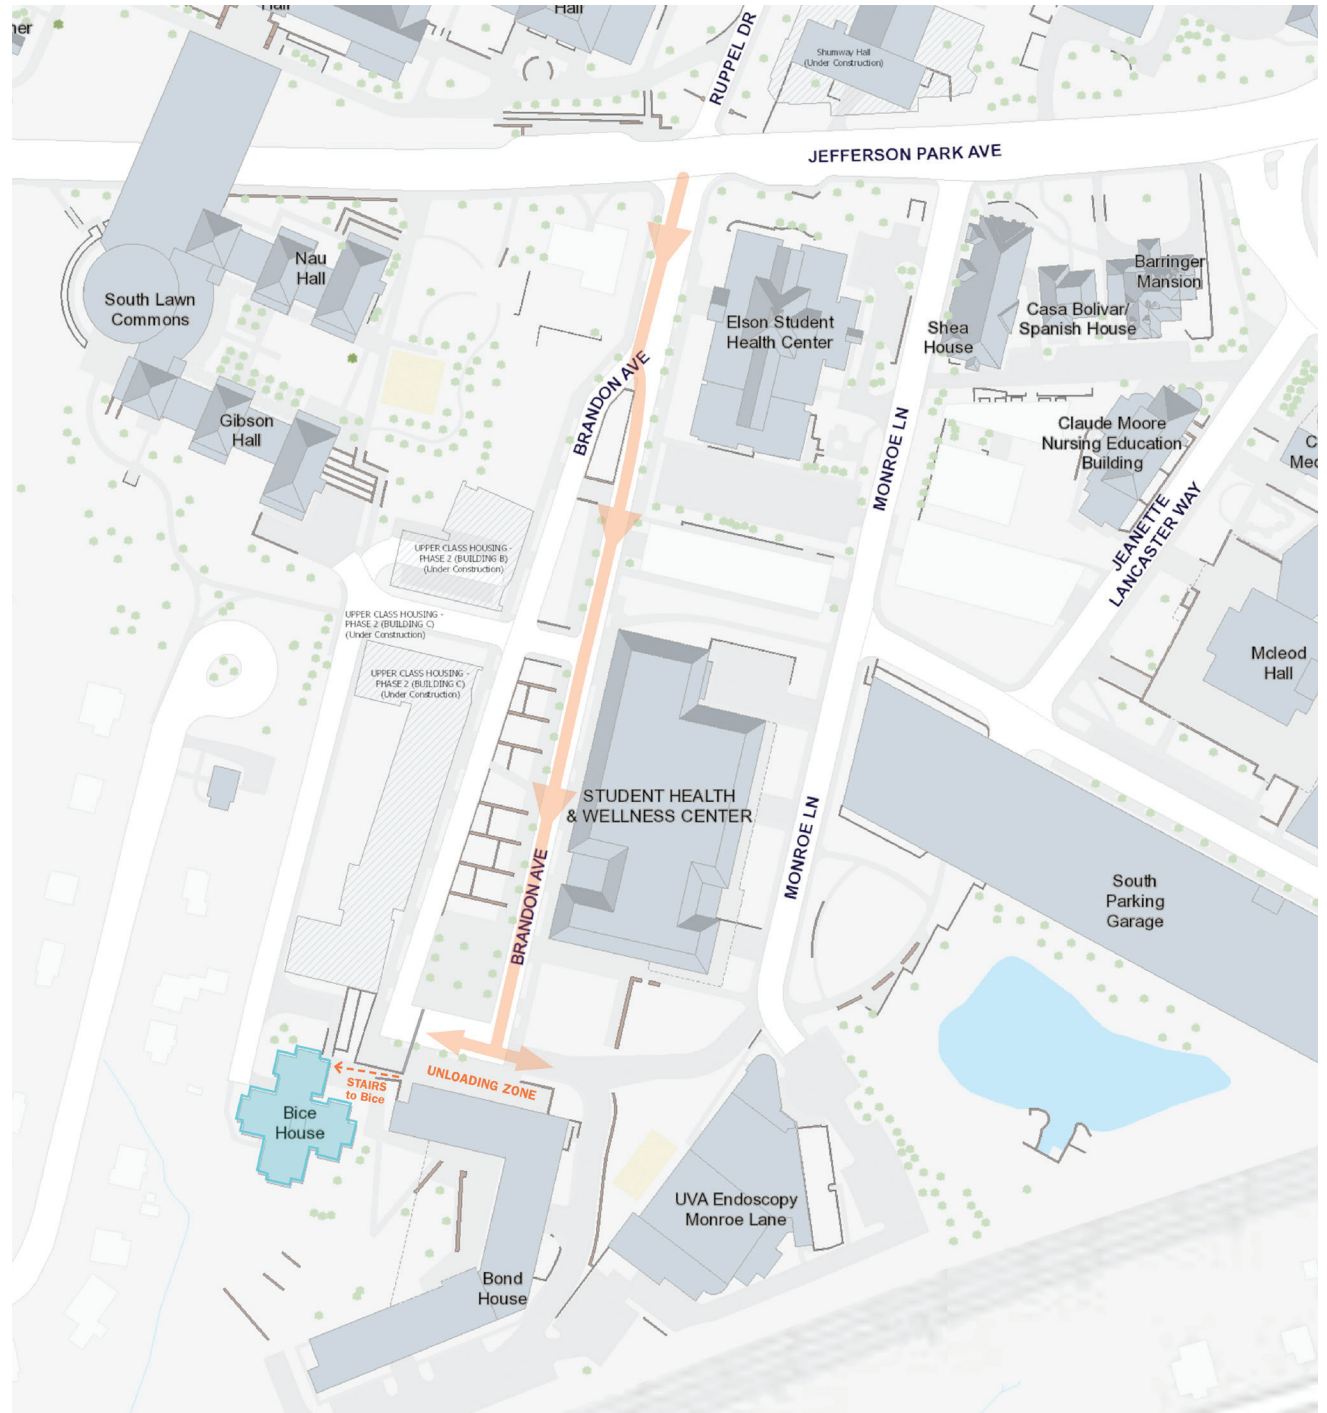 Hall
Hall
RUPPEL DR
Shumway Hall
(Under Construction)
JEFFERSON PARK AVE
Nau
Hall
South Lawn
Commons
Elson Student
Health Center
Barringer
Mansion
Casa Bolivar/
Spanish House
Shea
House
BRANDON AVE
Gibson
Hall
MONROE LN
Claude Moore
Nursing Education
Building
JEANETTE
LANCASTER WAY
UPPER CLASS HOUSING -
PHASE 2 (BUILDING B)
(Under Construction)
UPPER CLASS HOUSING -
PHASE 2 (BUILDING C)
(Under Construction)
UPPER CLASS HOUSING -
PHASE 2 (BUILDING C)
(Under Construction)
Mcleod
Hall
STUDENT HEALTH
& WELLNESS CENTER
MONROE LN
BRANDON AVE
South
Parking
Garage
UNLOADING ZONE
STAIRS
to Bice
Bice
House
UVA Endoscopy
Monroe Lane
Bond
House